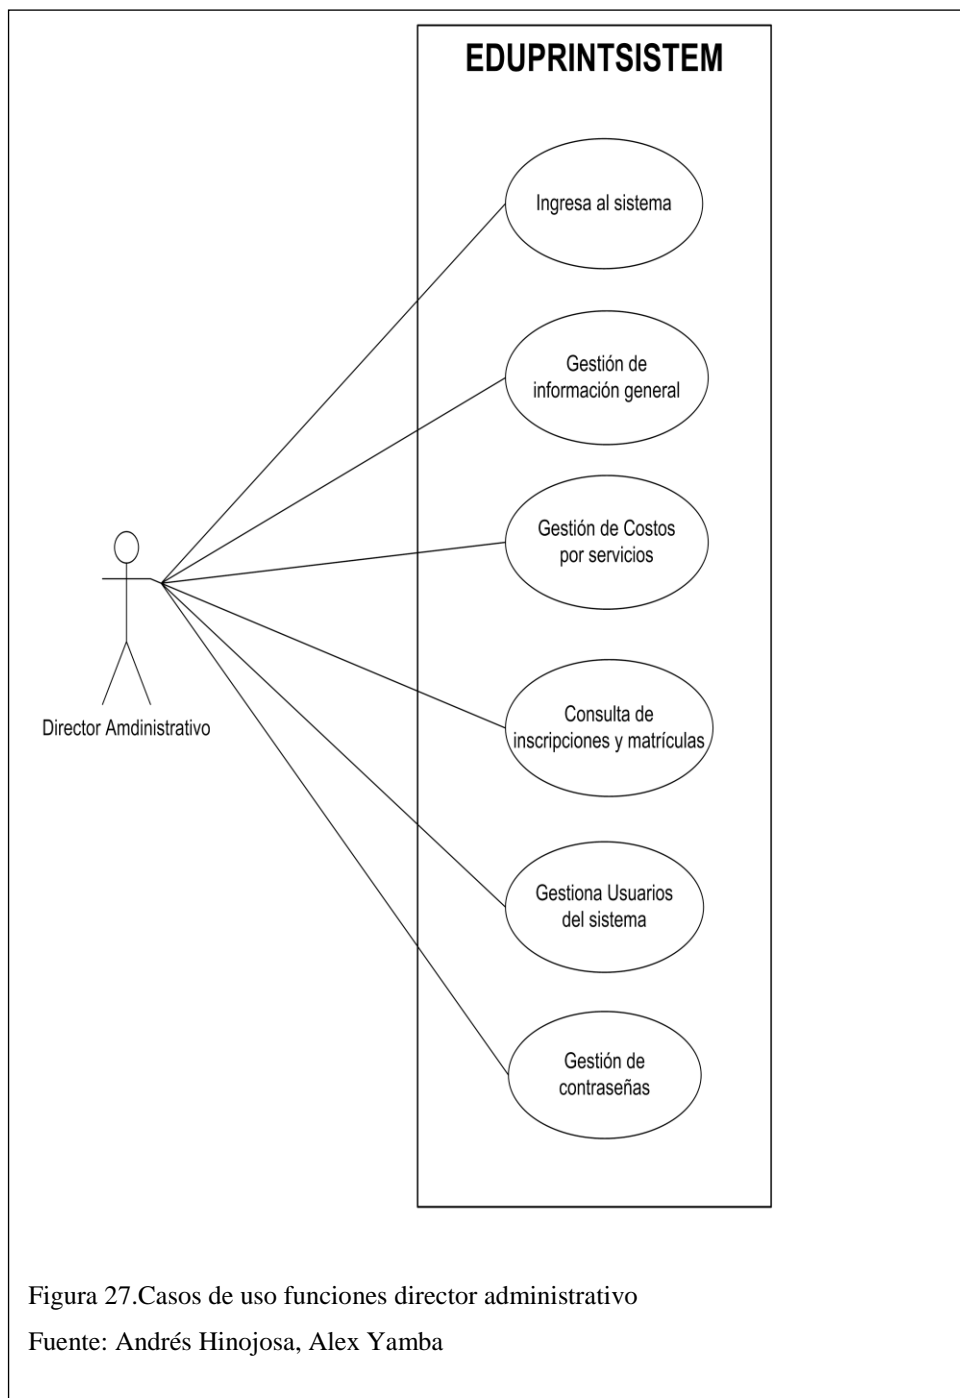 EDUPRINTSISTEM
Ingresa al sistema
Gestión de
información general
Gestión de Costos
por servicios
Director Amdinistrativo
Consulta de
inscripciones y matrículas
Gestiona Usuarios
del sistema
Gestión de
contraseñas
Figura 27.Casos de uso funciones director administrativo
Fuente: Andrés Hinojosa, Alex Yamba